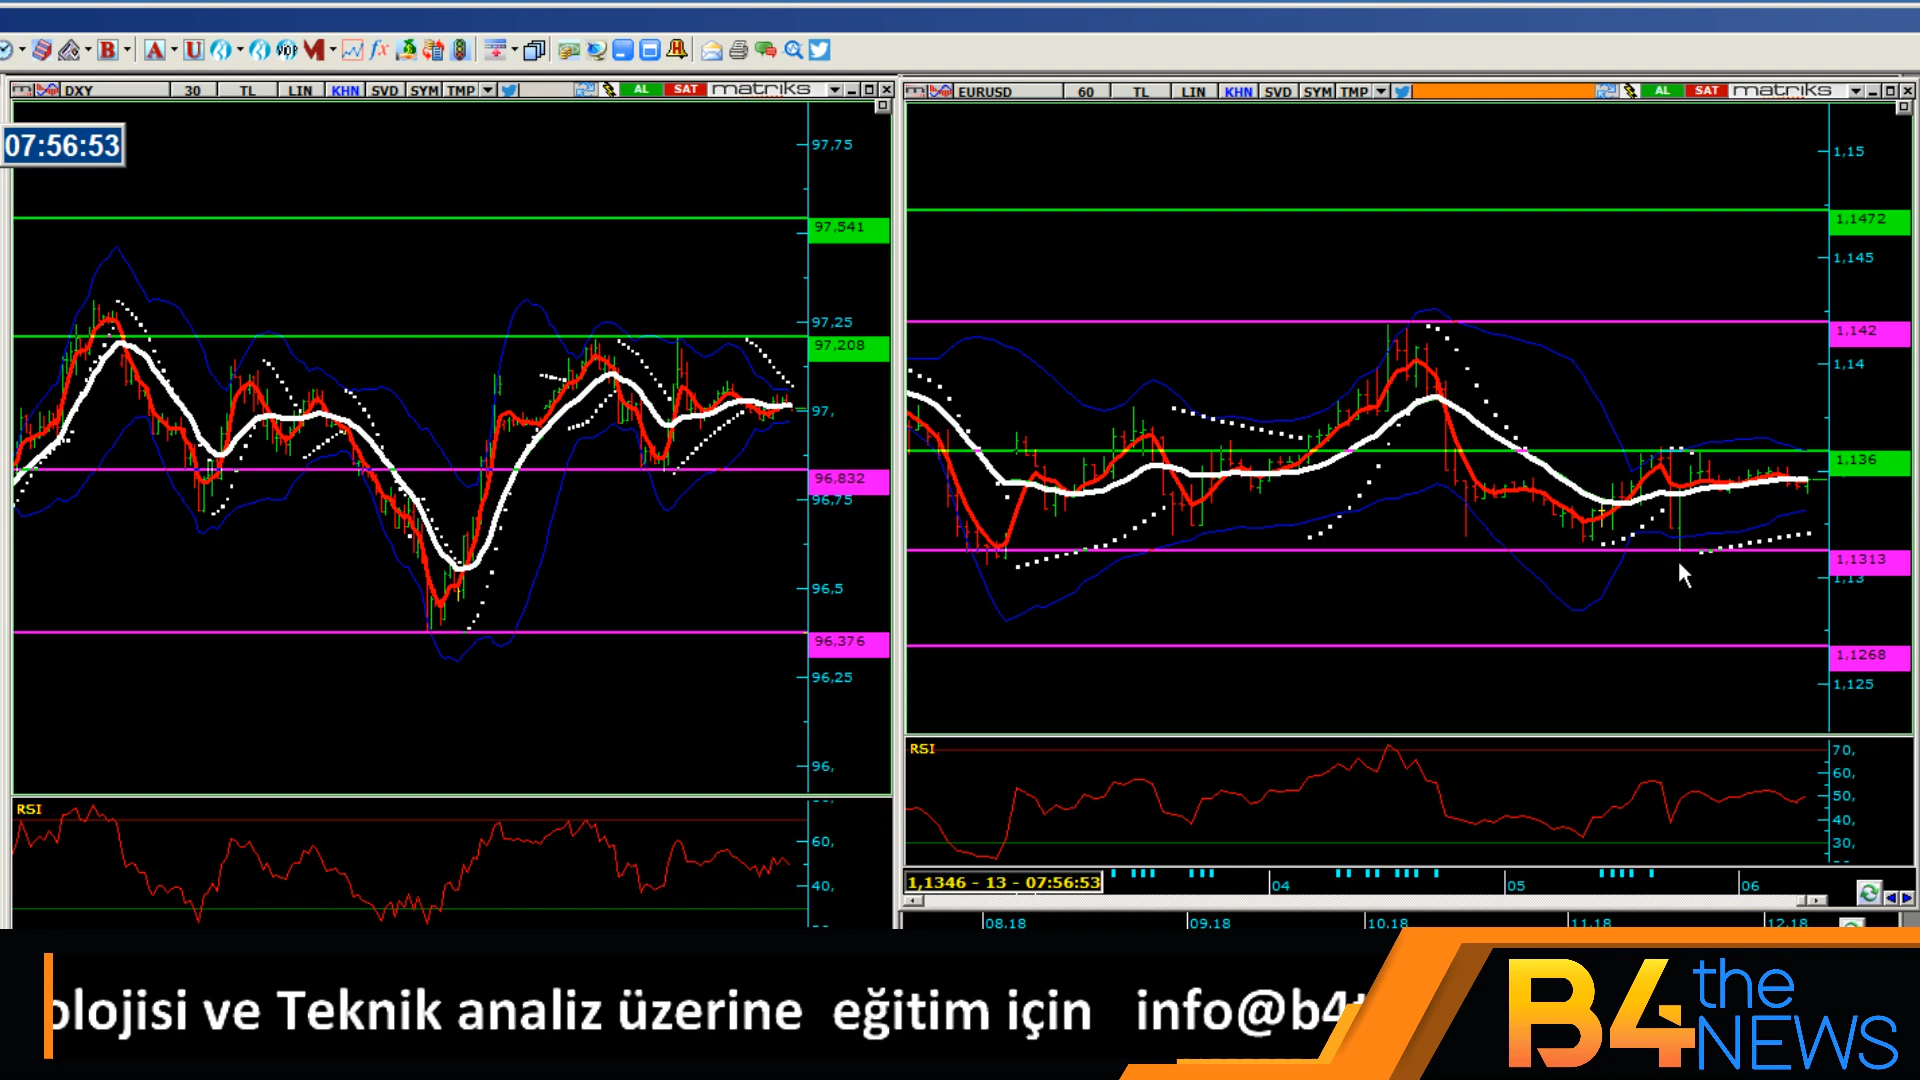 B A U VOP M fx H
DXY 30 TL LIN KHN SVD SYM TMP AL SAT matriks
EURUSD 60 TL LIN KHN SVD SYM TMP AL SAT matriks
07:56:53
97,75
97,541
97,25
97,208
97,
96,832
96,75
96,5
96,376
96,25
96,
RSI
60,
40,
1,15
1,1472
1,145
1,142
1,14
1,136
1,1313
1,13
1,1268
1,125
RSI
70,
60,
50,
40,
30,
1,1346 - 13 - 07:56:53
04 05 06
08.18 09.18 10.18 11.18 12.18
olojisi ve Teknik analiz üzerine eğitim için info@b4
B4 the NEWS